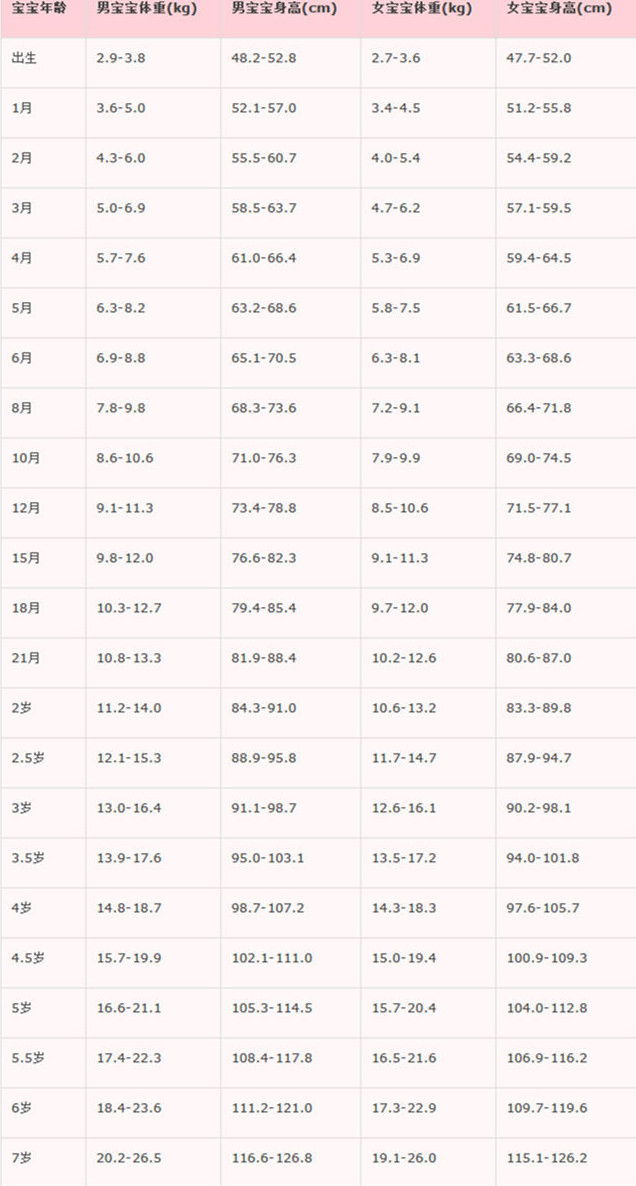 宝宝年龄 男宝宝体重(kg) 男宝宝身高(cm) 女宝宝体重(kg) 女宝宝身高(cm)
出生 2.9-3.8 48.2-52.8 2.7-3.6 47.7-52.0
1月 3.6-5.0 52.1-57.0 3.4-4.5 51.2-55.8
2月 4.3-6.0 55.5-60.7 4.0-5.4 54.4-59.2
3月 5.0-6.9 58.5-63.7 4.7-6.2 57.1-59.5
4月 5.7-7.6 61.0-66.4 5.3-6.9 59.4-64.5
5月 6.3-8.2 63.2-68.6 5.8-7.5 61.5-66.7
6月 6.9-8.8 65.1-70.5 6.3-8.1 63.3-68.6
8月 7.8-9.8 68.3-73.6 7.2-9.1 66.4-71.8
10月 8.6-10.6 71.0-76.3 7.9-9.9 69.0-74.5
12月 9.1-11.3 73.4-78.8 8.5-10.6 71.5-77.1
15月 9.8-12.0 76.6-82.3 9.1-11.3 74.8-80.7
18月 10.3-12.7 79.4-85.4 9.7-12.0 77.9-84.0
21月 10.8-13.3 81.9-88.4 10.2-12.6 80.6-87.0
2岁 11.2-14.0 84.3-91.0 10.6-13.2 83.3-89.8
2.5岁 12.1-15.3 88.9-95.8 11.7-14.7 87.9-94.7
3岁 13.0-16.4 91.1-98.7 12.6-16.1 90.2-98.1
3.5岁 13.9-17.6 95.0-103.1 13.5-17.2 94.0-101.8
4岁 14.8-18.7 98.7-107.2 14.3-18.3 97.6-105.7
4.5岁 15.7-19.9 102.1-111.0 15.0-19.4 100.9-109.3
5岁 16.6-21.1 105.3-114.5 15.7-20.4 104.0-112.8
5.5岁 17.4-22.3 108.4-117.8 16.5-21.6 106.9-116.2
6岁 18.4-23.6 111.2-121.0 17.3-22.9 109.7-119.6
7岁 20.2-26.5 116.6-126.8 19.1-26.0 115.1-126.2